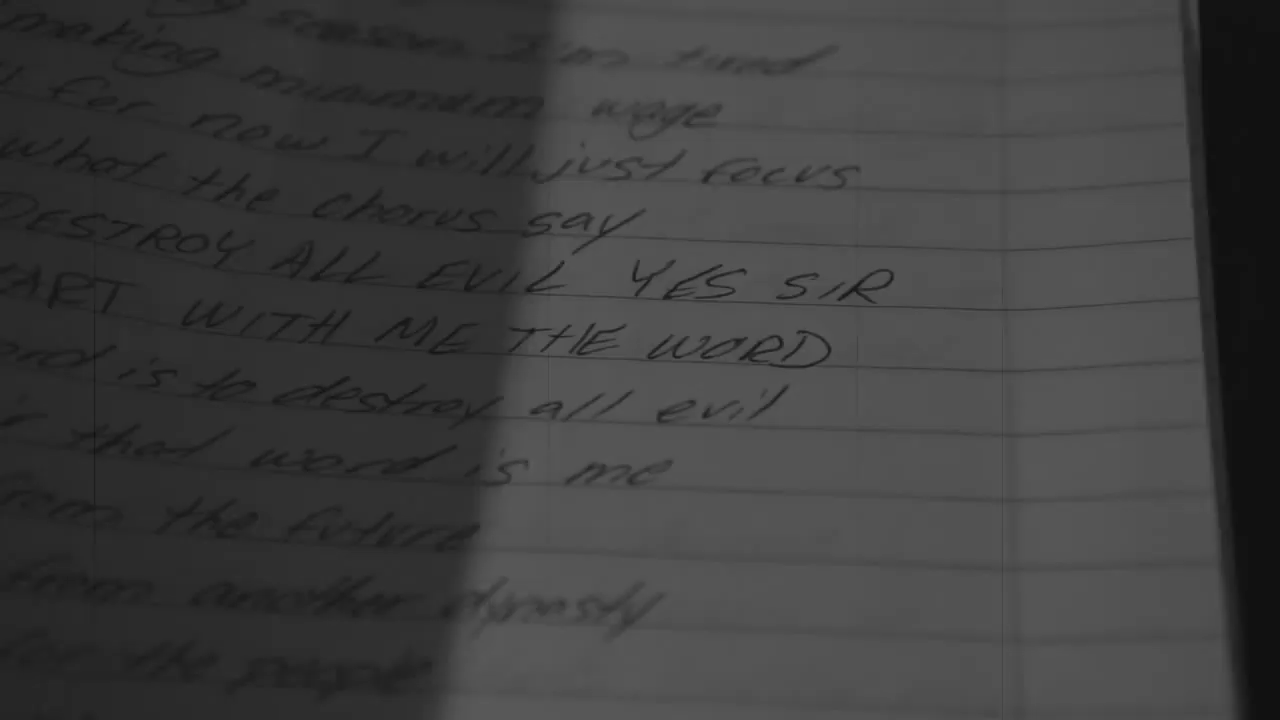 season I'm tired
making minimum wage
for now I will just focus
what the chorus say
DESTROY ALL EVIL YES SIR
WITH ME THE WORD
is to destroy all evil
that word is me
from the future
from another dynasty
for the people